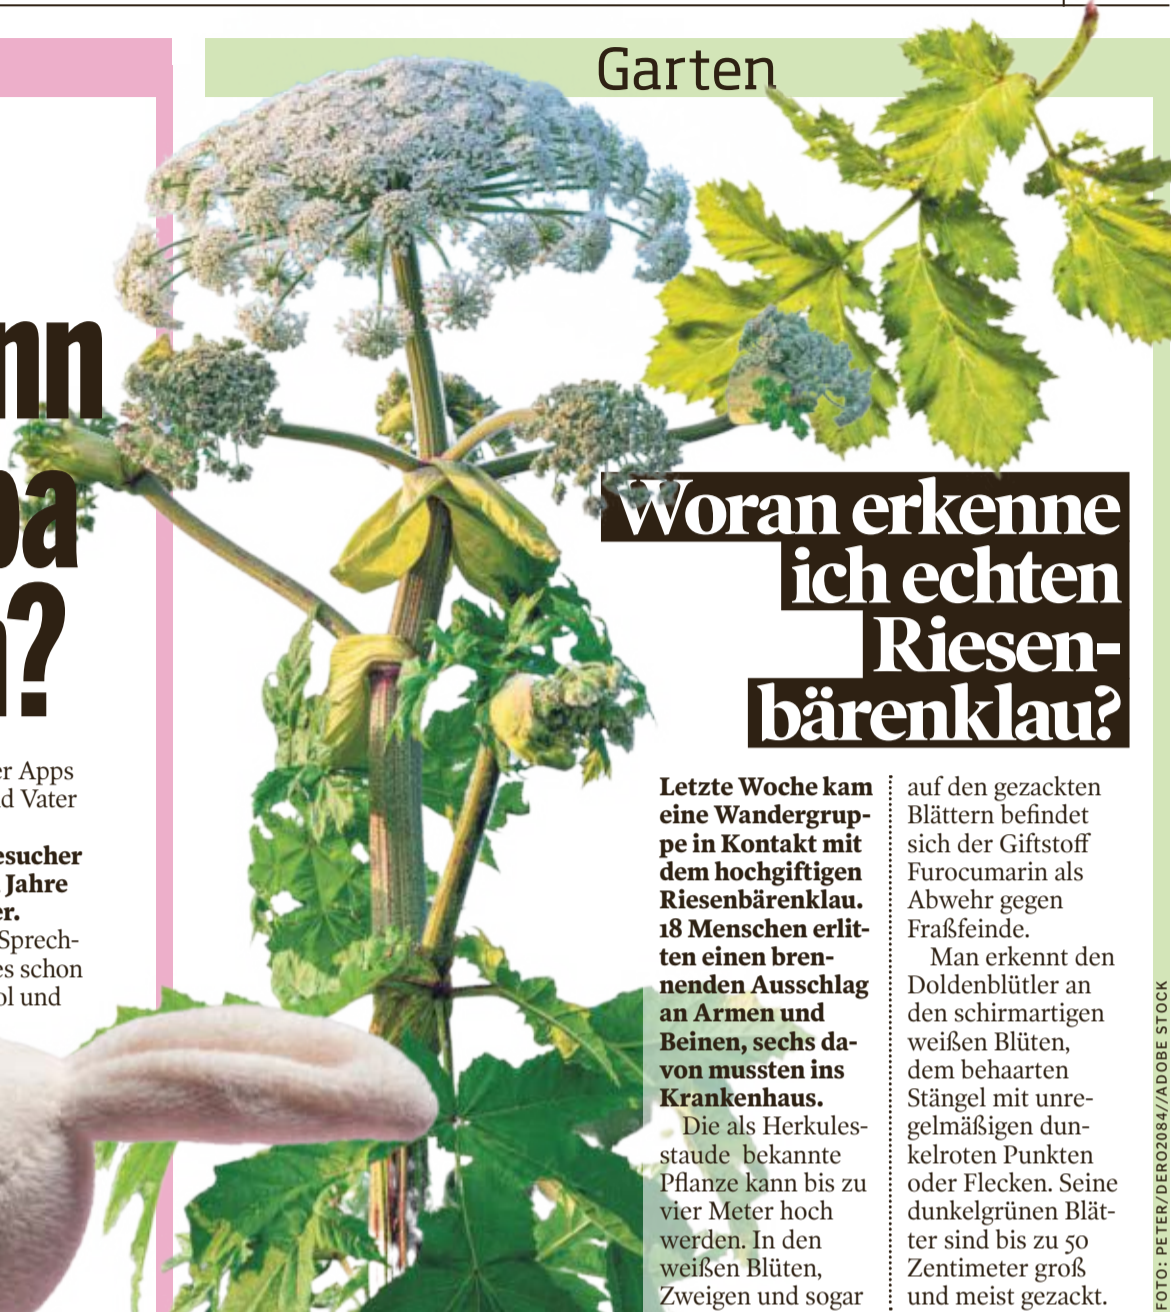 Garten
nn
pa
?
er Apps
d Vater
esucher
Jahre
er.
Sprech-
es schon
ol und
Woran erkenne
ich echten
Riesen-
bärenklau?
Letzte Woche kam
eine Wandergrup-
pe in Kontakt mit
dem hochgiftigen
Riesenbärenklau.
18 Menschen erlit-
ten einen bren-
nenden Ausschlag
an Armen und
Beinen, sechs da-
von mussten ins
Krankenhaus.
Die als Herkules-
staude bekannte
Pflanze kann bis zu
vier Meter hoch
werden. In den
weißen Blüten,
Zweigen und sogar
auf den gezackten
Blättern befindet
sich der Giftstoff
Furocumarin als
Abwehr gegen
Fraßfeinde.
Man erkennt den
Doldenblütler an
den schirmartigen
weißen Blüten,
dem behaarten
Stängel mit unre-
gelmäßigen dun-
kelroten Punkten
oder Flecken. Seine
dunkelgrünen Blät-
ter sind bis zu 50
Zentimeter groß
und meist gezackt.
FOTO: PETER/DERO2084//ADOBE STOCK